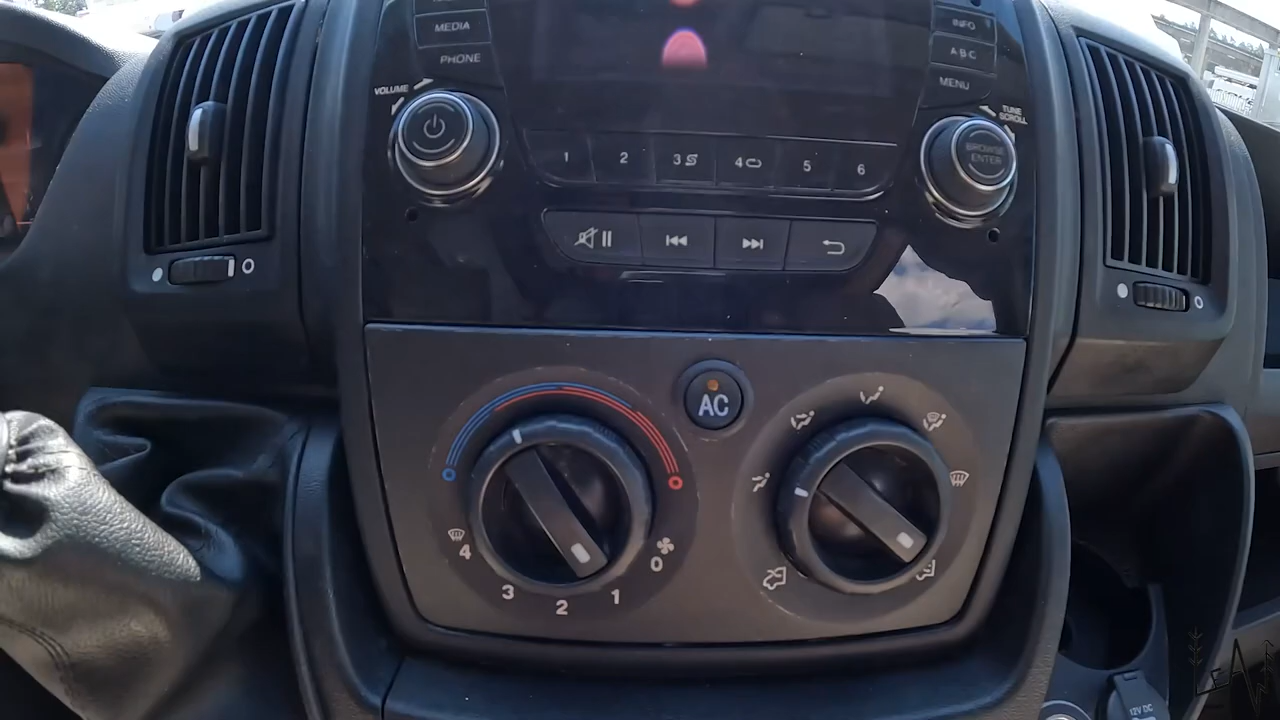 MEDIA
PHONE
VOLUME
INFO
A B C
MENU
TUNE
SCROLL
BROWSE
ENTER
1
2
3
4
5
6
AC
4
3
2
1
0
12V DC